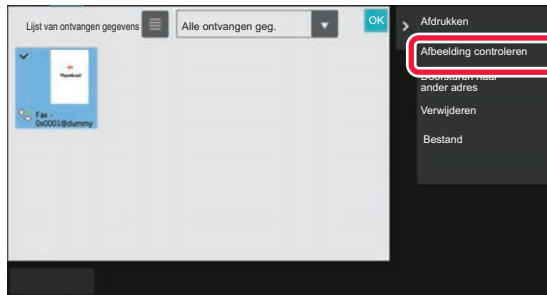 Lijst van ontvangen gegevens
Alle ontvangen geg.
OK
Thumbnail
Fax -
0x0001@dummy
Afdrukken
Afbeelding controleren
Doorsturen naar
ander adres
Verwijderen
Bestand